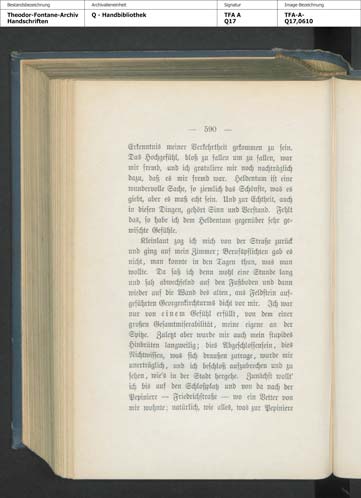 Bestandsbezeichnung
Theodor-Fontane-Archiv
Handschriften
Archivalieneinheit
Q - Handbibliothek
Signatur
TFA A
Q17
Image Bezeichnung
TFA-A-
Q17,0610
— 590 —
Erkenntnis meiner Verkehrtheit gekommen zu sein.
Das Hochgefühl, bloß zu fallen um zu fallen, war
mir fremd, und ich gratuliere mir noch nachträglich
dazu, daß es mir fremd war. Heldentum ist eine
wundervolle Sache, so ziemlich das Schönste, was es
giebt, aber es muß echt sein. Und zur Echtheit, auch
in diesen Dingen, gehört Sinn und Verstand. Fehlt
das, so habe ich dem Heldentum gegenüber sehr ge-
mischte Gefühle.
Kleinlaut zog ich mich von der Straße zurück
und ging auf mein Zimmer; Berufspflichten gab es
nicht, man konnte in den Tagen thun, was man
wollte. Da saß ich denn wohl eine Stunde lang
und sah abwechselnd auf den Fußboden und dann
wieder auf die Wand des alten, aus Feldstein auf-
geführten Georgenkirchturms dicht vor mir. Ich war
nur von einem Gefühl erfüllt, von dem einer
großen Gesamtmiserabilität, meine eigene an der
Spitze. Zuletzt aber wurde mir auch mein stupides
Hinbrüten langweilig; dies Abgeschlossensein, dies
Nichtwissen, was sich draußen zutrage, wurde mir
unerträglich, und ich beschloß aufzubrechen und zu
sehen, wie's in der Stadt hergehe. Zunächst wollt'
ich bis auf den Schloßplatz und von da nach der
Pepiniere — Friedrichstraße — wo ein Vetter von
mir wohnte: natürlich, wie alles, was zur Pepiniere